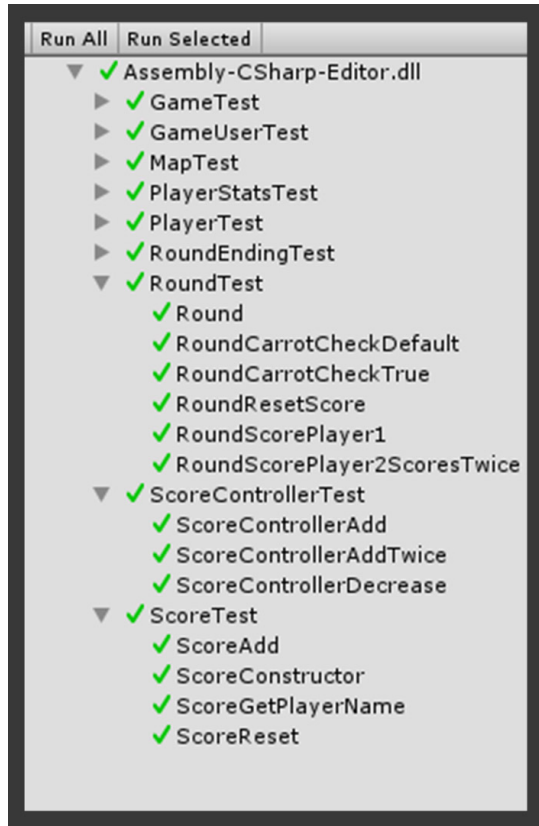 Run All Run Selected
Assembly-CSharp-Editor.dll
GameTest
GameUserTest
MapTest
PlayerStatsTest
PlayerTest
RoundEndingTest
RoundTest
Round
RoundCarrotCheckDefault
RoundCarrotCheckTrue
RoundResetScore
RoundScorePlayer1
RoundScorePlayer2ScoresTwice
ScoreControllerTest
ScoreControllerAdd
ScoreControllerAddTwice
ScoreControllerDecrease
ScoreTest
ScoreAdd
ScoreConstructor
ScoreGetPlayerName
ScoreReset